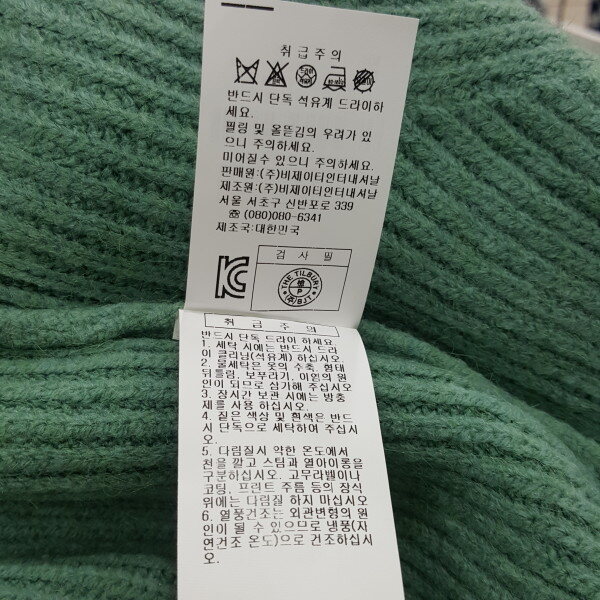 취급주의
반드시 단독 석유계 드라이하
세요.
필링 및 올뜯김의 우려가 있
으니 주의하세요.
미어질수 있으니 주의하세요.
판매원:(주)비제이티인터내셔날
제조원:(주)비제이티인터내셔날
서울 서초구 신반포로 339
☎ (080)080-6341
제조국:대한민국
검 사 필
THE TILBURY
檢
P
㈜BJT
취 급 주 의
반드시 단독 드라이 하세요
1. 세탁 시에는 반드시 드라
이 클리닝(석유계) 하십시오.
2. 물세탁은 옷의 수축, 형태
뒤틀림, 보푸라기, 이염의 원
인이 되므로 삼가해 주십시오
3. 장시간 보관 시에는 방충
제를 사용 하십시오.
4. 짙은 색상 및 흰색은 반드
시 단독으로 세탁하여 주십시
오.
5. 다림질시 약한 온도에서
천을 깔고 스팀과 열아이롱을
구분하십시오. 고무라벨이나
코팅, 프린트 주름 등의 장식
위에는 다림질 하지 마십시오
6. 열풍건조는 외관변형의 원
인이 될 수 있으므로 냉풍(자
연건조 온도)으로 건조하십시
오.